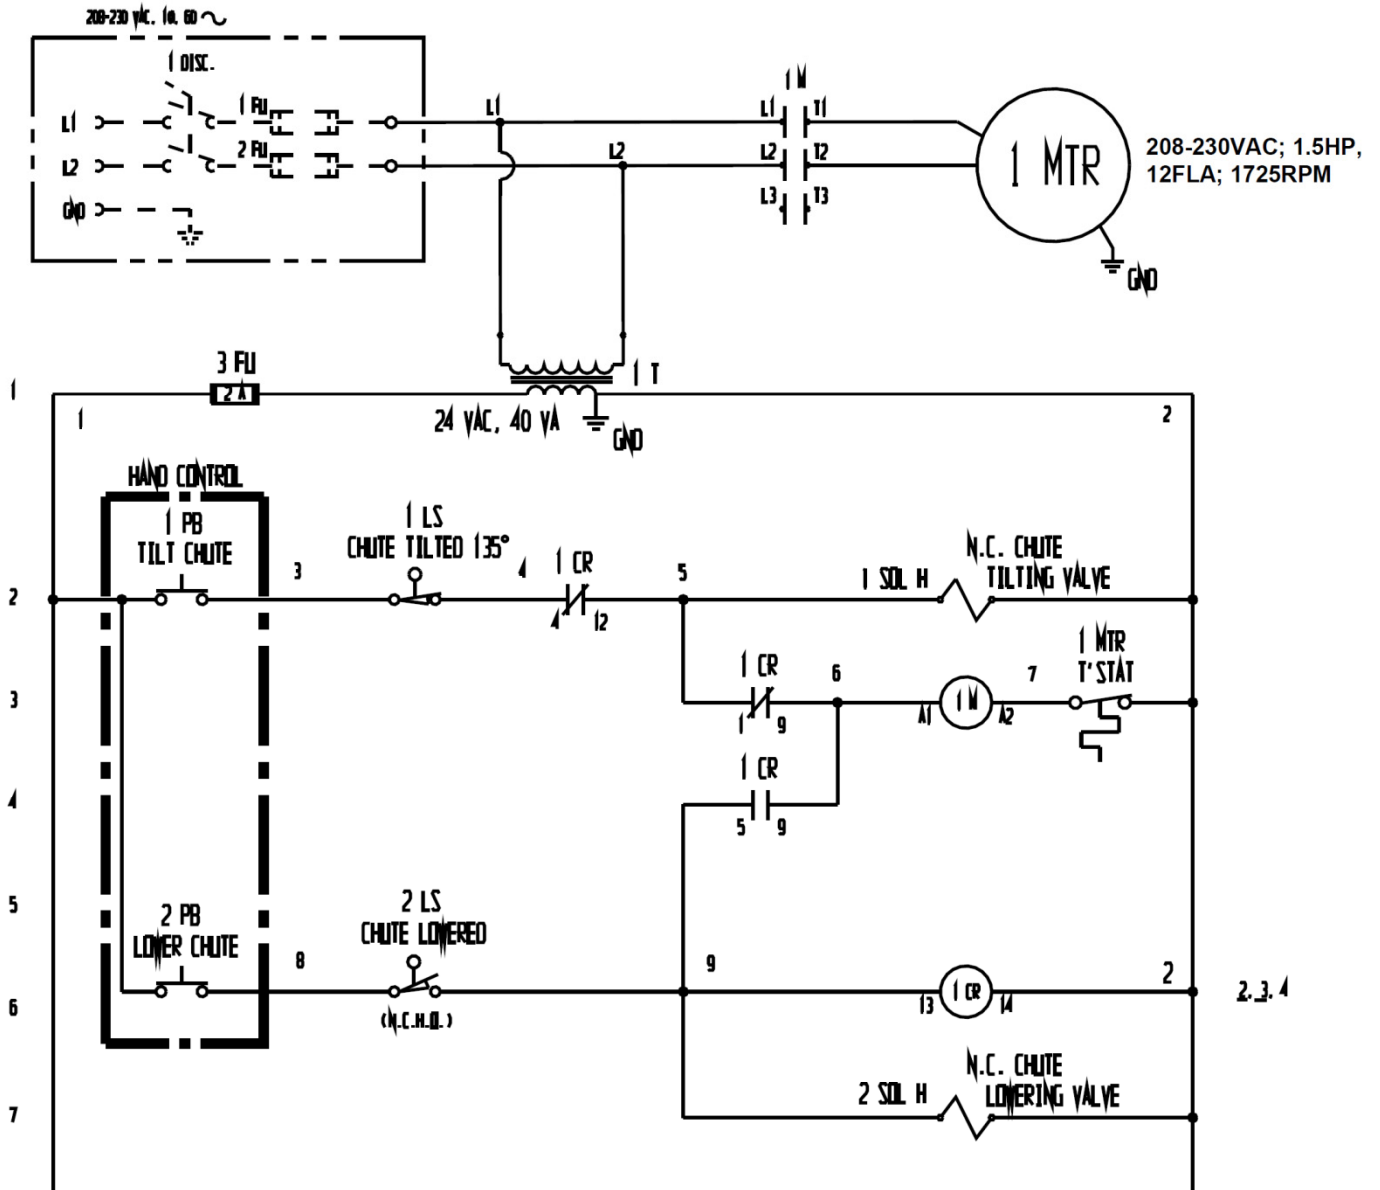 208-230 VAC. 1Ø. 60
1 DISC.
L1
1 FU
L2
2 FU
GND
L1
L2
1 M
L1 T1
L2 T2
L3 T3
1 MTR
208-230VAC; 1.5HP,
12FLA; 1725RPM
GND
1 T
24 VAC, 40 VA
GND
3 FU
2 A
1
1
2
HAND CONTROL
1 PB
TILT CHUTE
3
1 LS
CHUTE TILTED 135°
4
1 CR
4 12
5
1 SOL H
N.C. CHUTE
TILTING VALVE
2
3
1 CR
1 9
6
A1 1 M A2
7
1 MTR
T'STAT
4
1 CR
5 9
5
2 PB
LOWER CHUTE
8
2 LS
CHUTE LOWERED
(N.C.H.O.)
9
13 1 CR 14
2
2, 3, 4
6
7
2 SOL H
N.C. CHUTE
LOWERING VALVE